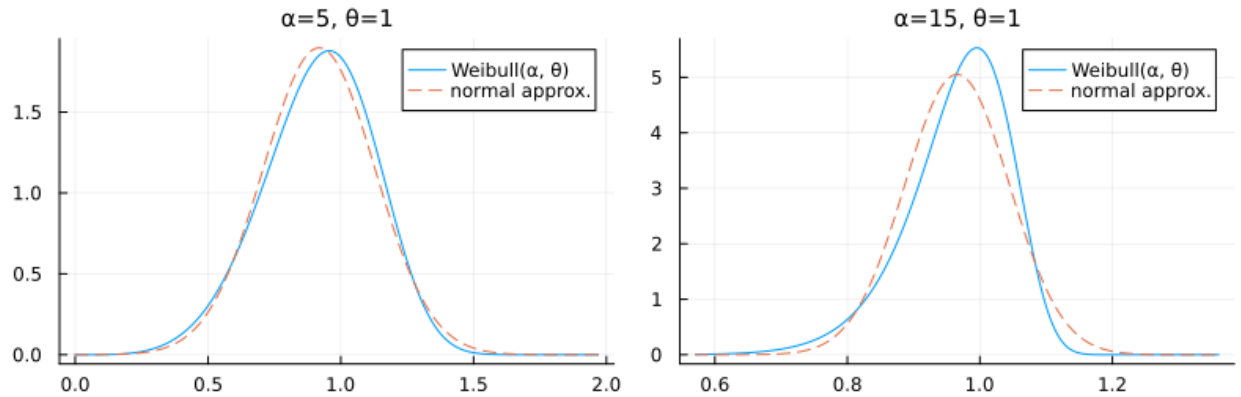 α=5, θ=1
Weibull(α, θ)
normal approx.
1.5
1.0
0.5
0.0
0.0 0.5 1.0 1.5 2.0
α=15, θ=1
Weibull(α, θ)
normal approx.
5
4
3
2
1
0
0.6 0.8 1.0 1.2